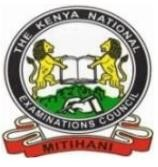 THE KENYA NATIONAL
EXAMINATIONS COUNCIL
MITIHANI